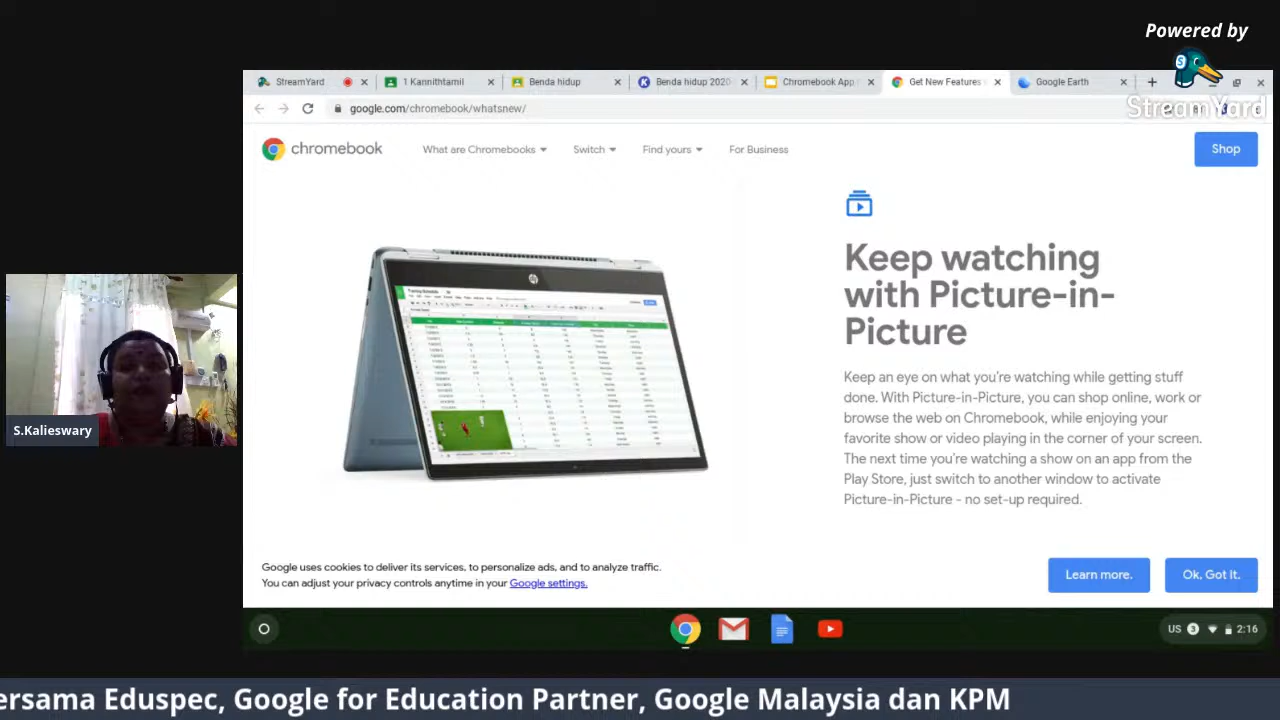 Powered by
StreamYard
StreamYard
1 Kannithtamil
Benda hidup
Benda hidup 2020
Chromebook App
Get New Features
Google Earth
google.com/chromebook/whatsnew/
chromebook
What are Chromebooks
Switch
Find yours
For Business
Shop
Keep watching
with Picture-in-
Picture
Keep an eye on what you're watching while getting stuff
done. With Picture-in-Picture, you can shop online, work or
browse the web on Chromebook, while enjoying your
favorite show or video playing in the corner of your screen.
The next time you're watching a show on an app from the
Play Store, just switch to another window to activate
Picture-in-Picture - no set-up required.
S.Kalieswary
Google uses cookies to deliver its services, to personalize ads, and to analyze traffic.
You can adjust your privacy controls anytime in your Google settings.
Learn more.
Ok, Got It.
US 3 2:16
ersama Eduspec, Google for Education Partner, Google Malaysia dan KPM